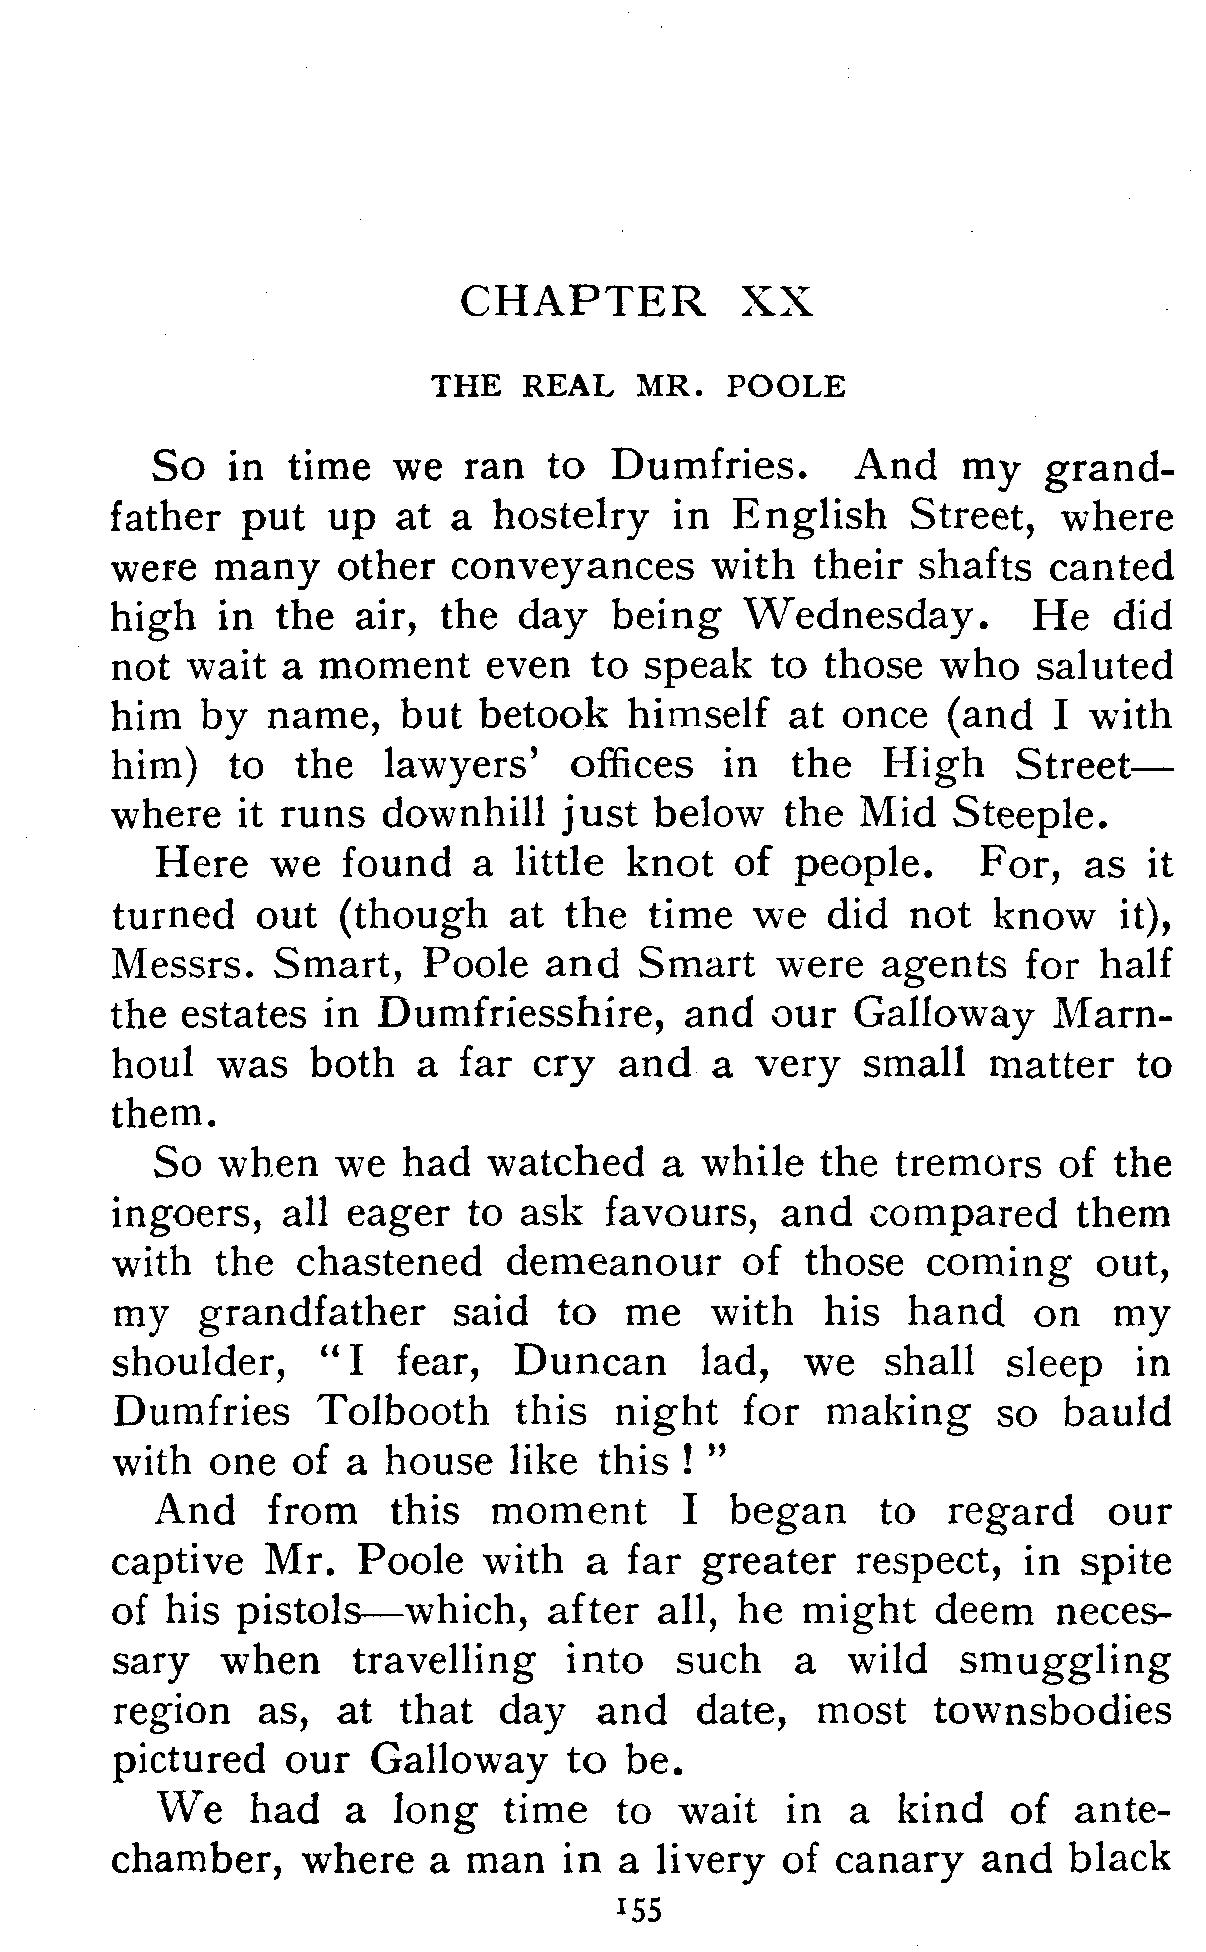 CHAPTER XX
THE REAL MR. POOLE
So in time we ran to Dumfries. And my grand-
father put up at a hostelry in English Street, where
were many other conveyances with their shafts canted
high in the air, the day being Wednesday. He did
not wait a moment even to speak to those who saluted
him by name, but betook himself at once (and I with
him) to the lawyers' offices in the High Street—
where it runs downhill just below the Mid Steeple.
Here we found a little knot of people. For, as it
turned out (though at the time we did not know it),
Messrs. Smart, Poole and Smart were agents for half
the estates in Dumfriesshire, and our Galloway Marn-
houl was both a far cry and a very small matter to
them.
So when we had watched a while the tremors of the
ingoers, all eager to ask favours, and compared them
with the chastened demeanour of those coming out,
my grandfather said to me with his hand on my
shoulder, "I fear, Duncan lad, we shall sleep in
Dumfries Tolbooth this night for making so bauld
with one of a house like this!"
And from this moment I began to regard our
captive Mr. Poole with a far greater respect, in spite
of his pistols—which, after all, he might deem neces-
sary when travelling into such a wild smuggling
region as, at that day and date, most townsbodies
pictured our Galloway to be.
We had a long time to wait in a kind of ante-
chamber, where a man in a livery of canary and black
155